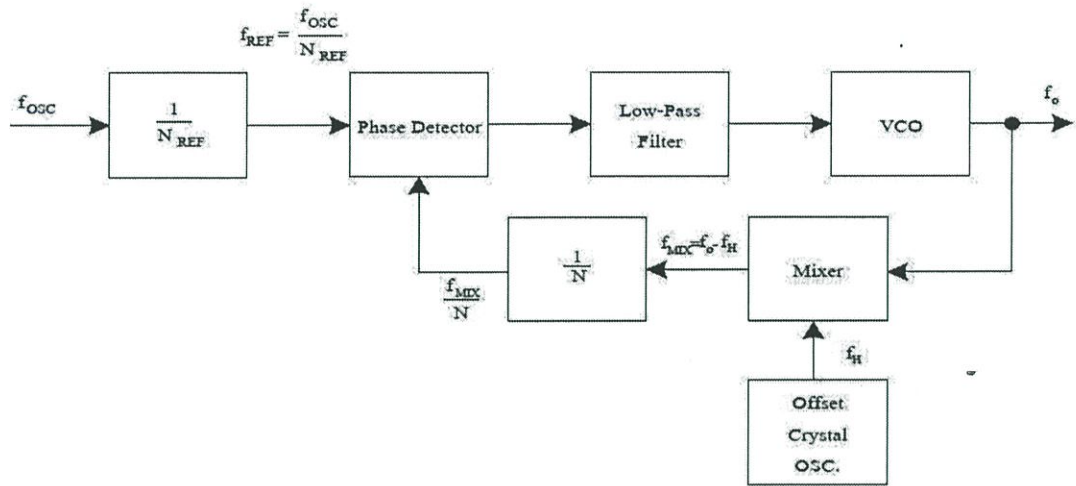 f_REF = f_OSC / N_REF
f_OSC
1 / N_REF
Phase Detector
Low-Pass
Filter
VCO
f_o
f_MIX / N
1 / N
f_MIX=f_o-f_H
Mixer
f_H
Offset
Crystal
OSC.